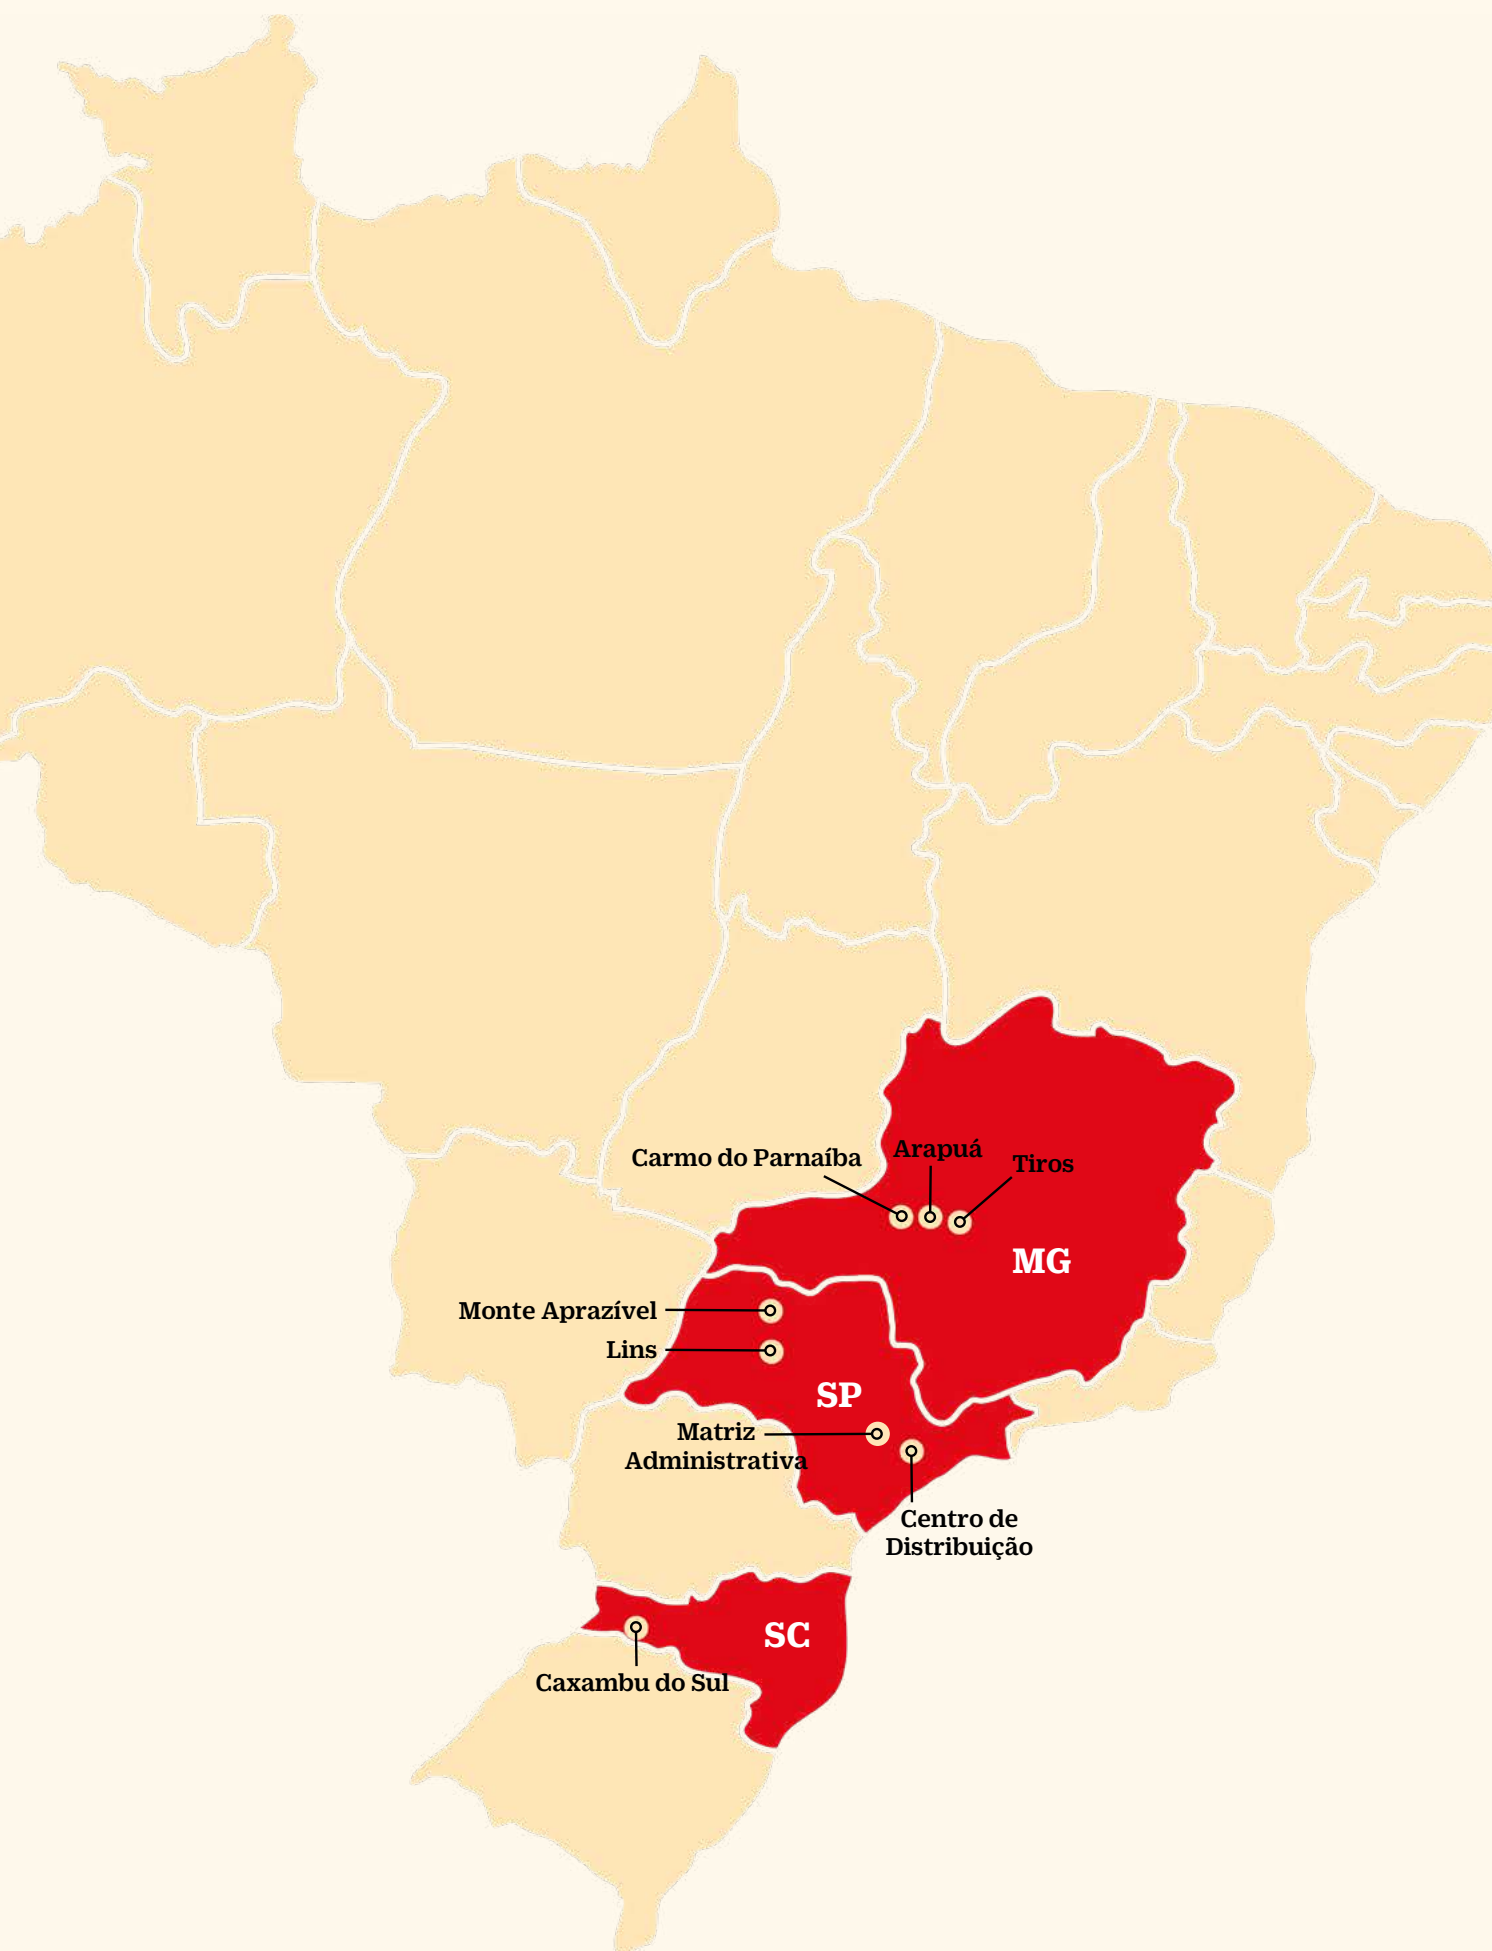 Carmo do Parnaíba
Arapuá
Tiros
MG
Monte Aprazível
Lins
SP
Matriz
Administrativa
Centro de
Distribuição
SC
Caxambu do Sul